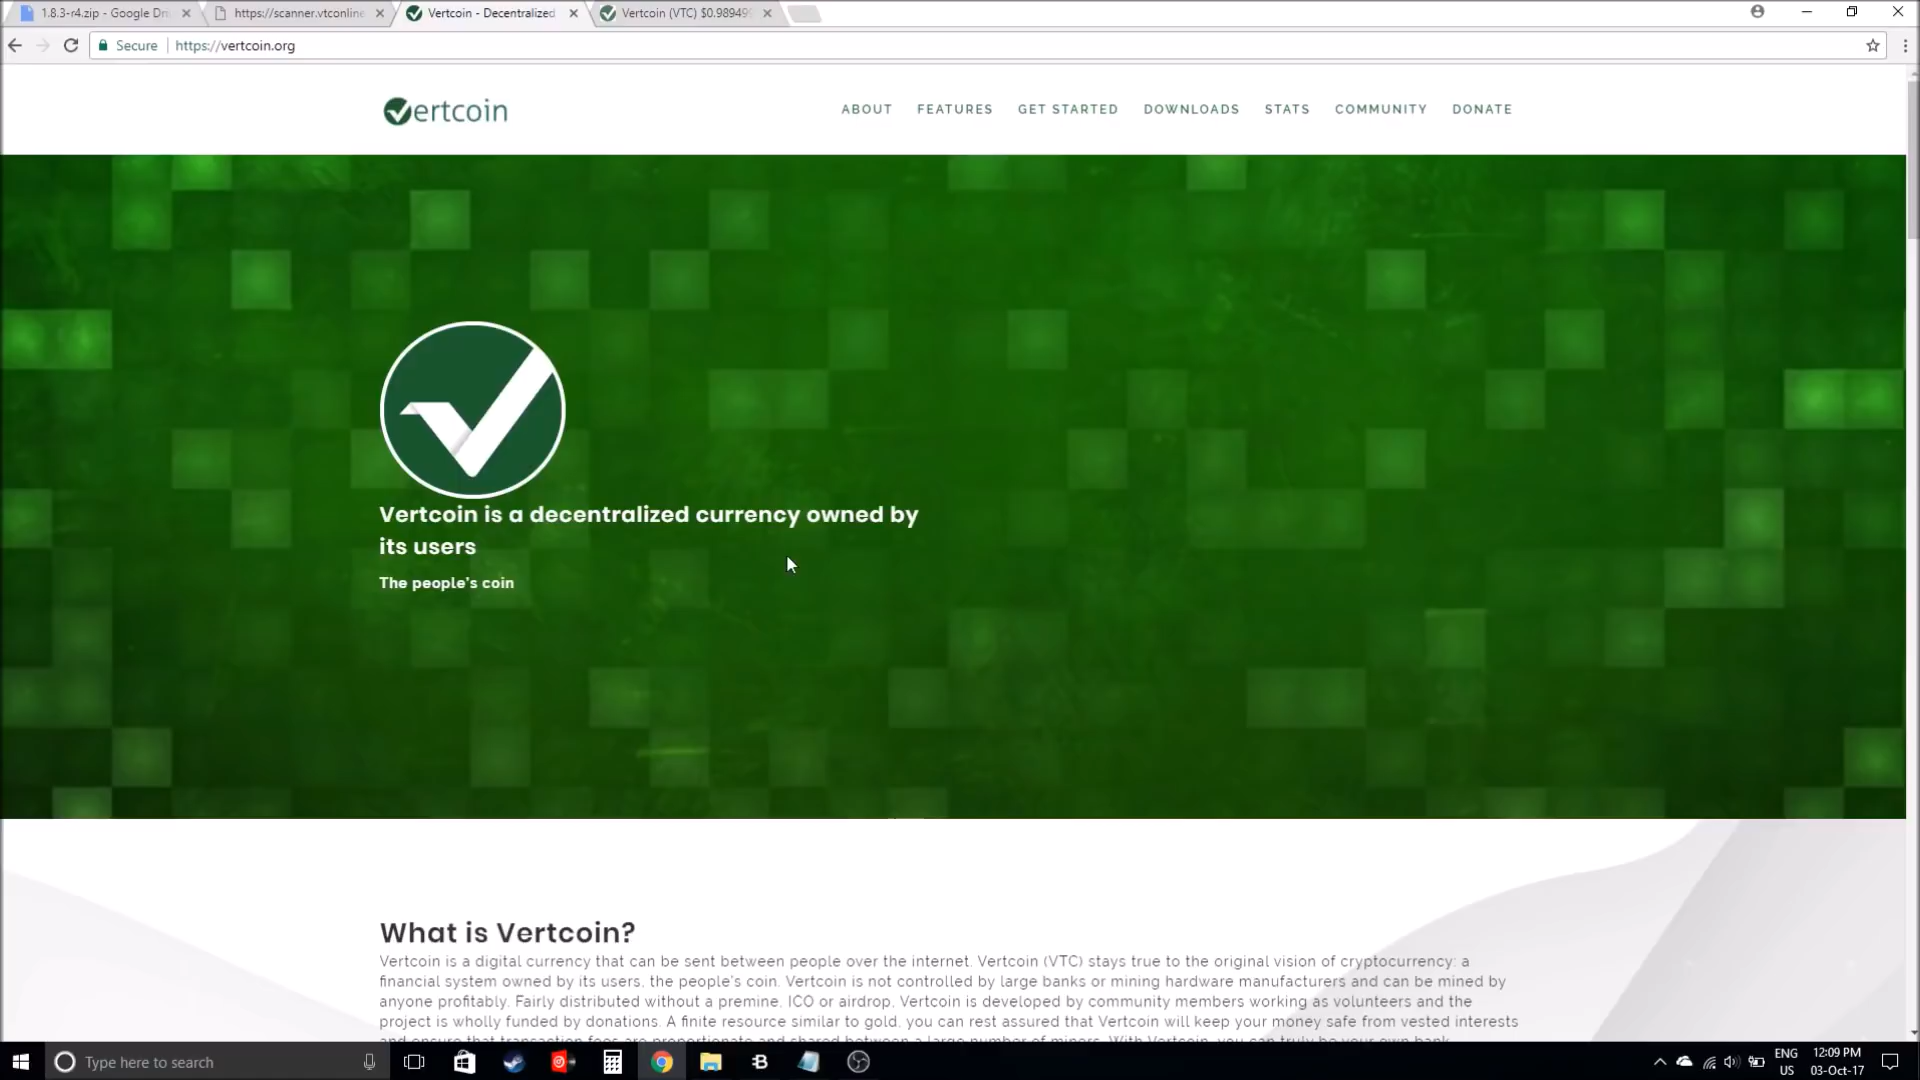 1.8.3-r4.zip - Google Dri
https://scanner.vtconline
Vertcoin - Decentralized
Vertcoin (VTC) $0.98949
Secure
https://vertcoin.org
ertcoin
ABOUT
FEATURES
GET STARTED
DOWNLOADS
STATS
COMMUNITY
DONATE
Vertcoin is a decentralized currency owned by
its users
The people's coin
What is Vertcoin?
Vertcoin is a digital currency that can be sent between people over the internet. Vertcoin (VTC) stays true to the original vision of cryptocurrency: a
financial system owned by its users, the people's coin. Vertcoin is not controlled by large banks or mining hardware manufacturers and can be mined by
anyone profitably. Fairly distributed without a premine, ICO or airdrop, Vertcoin is developed by community members working as volunteers and the
project is wholly funded by donations. A finite resource similar to gold, you can rest assured that Vertcoin will keep your money safe from vested interests
and ensure that transaction fees are proportionate and shared between a large number of miners. With Vertcoin, you can truly be your own bank.
Type here to search
ENG
US
12:09 PM
03-Oct-17